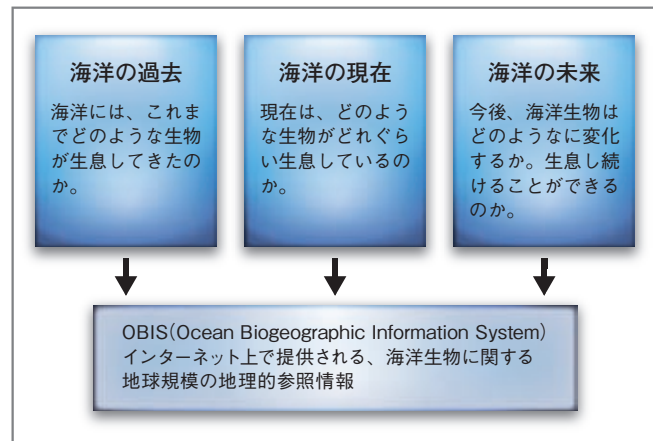 海洋の過去
海洋には、これま
でどのような生物
が生息してきたの
か。
海洋の現在
現在は、どのよう
な生物がどれぐら
い生息しているの
か。
海洋の未来
今後、海洋生物は
どのようなに変化
するか。生息し続
けることができる
のか。
OBIS(Ocean Biogeographic Information System)
インターネット上で提供される、海洋生物に関する
地球規模の地理的参照情報